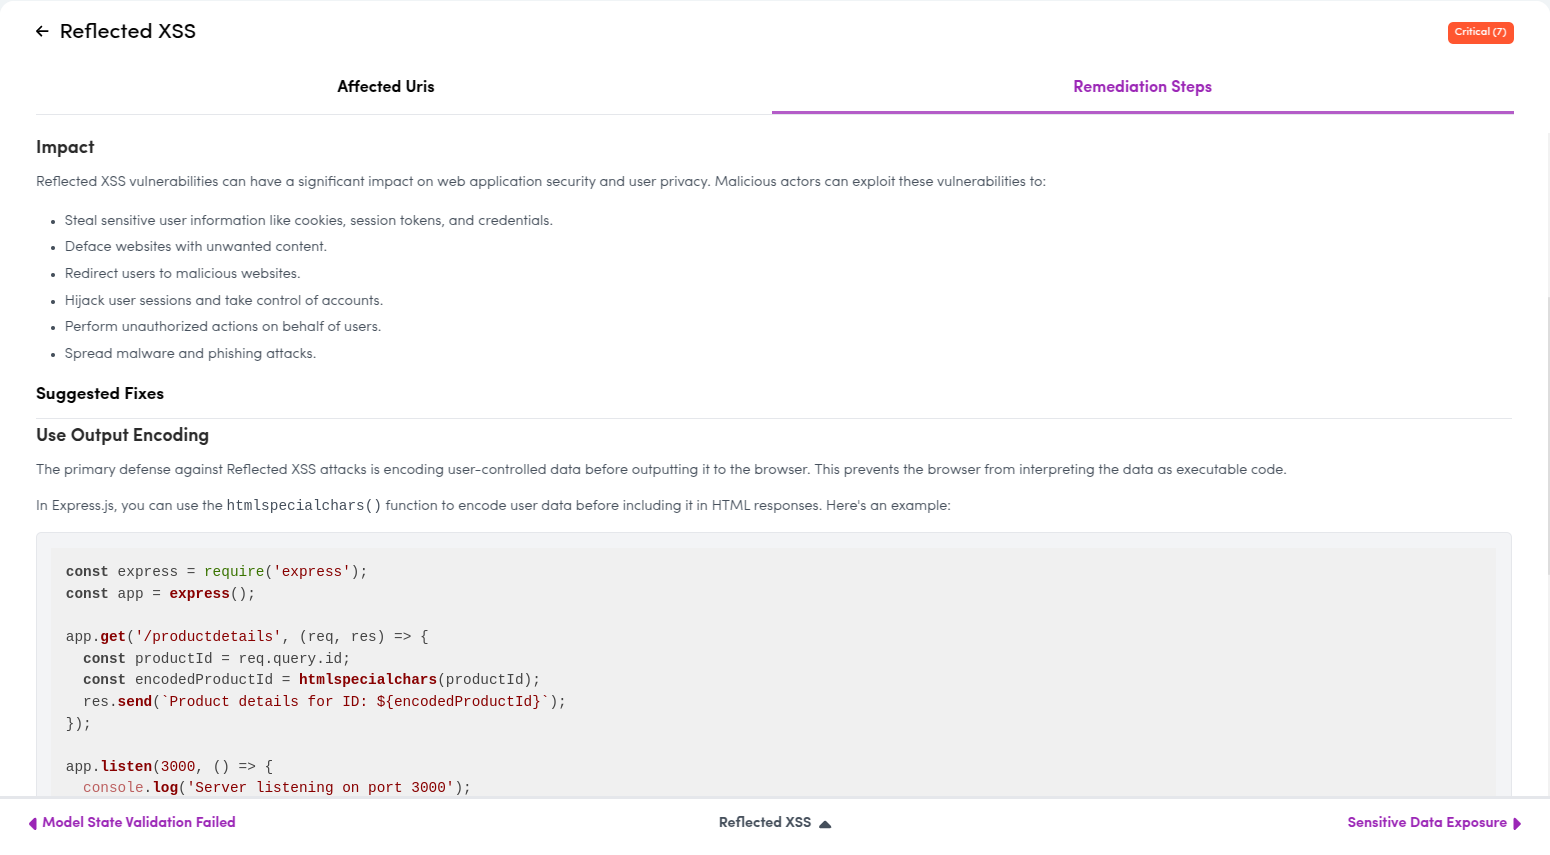 Reflected XSS
Critical (7)
Affected Uris
Remediation Steps
Impact
Reflected XSS vulnerabilities can have a significant impact on web application security and user privacy. Malicious actors can exploit these vulnerabilities to:
Steal sensitive user information like cookies, session tokens, and credentials.
Deface websites with unwanted content.
Redirect users to malicious websites.
Hijack user sessions and take control of accounts.
Perform unauthorized actions on behalf of users.
Spread malware and phishing attacks.
Suggested Fixes
Use Output Encoding
The primary defense against Reflected XSS attacks is encoding user-controlled data before outputting it to the browser. This prevents the browser from interpreting the data as executable code.
In Express.js, you can use the htmlspecialchars() function to encode user data before including it in HTML responses. Here's an example:
const express = require('express');
const app = express();
app.get('/productdetails', (req, res) => {
  const productId = req.query.id;
  const encodedProductId = htmlspecialchars(productId);
  res.send(`Product details for ID: ${encodedProductId}`);
});
app.listen(3000, () => {
  console.log('Server listening on port 3000');
Model State Validation Failed
Reflected XSS
Sensitive Data Exposure